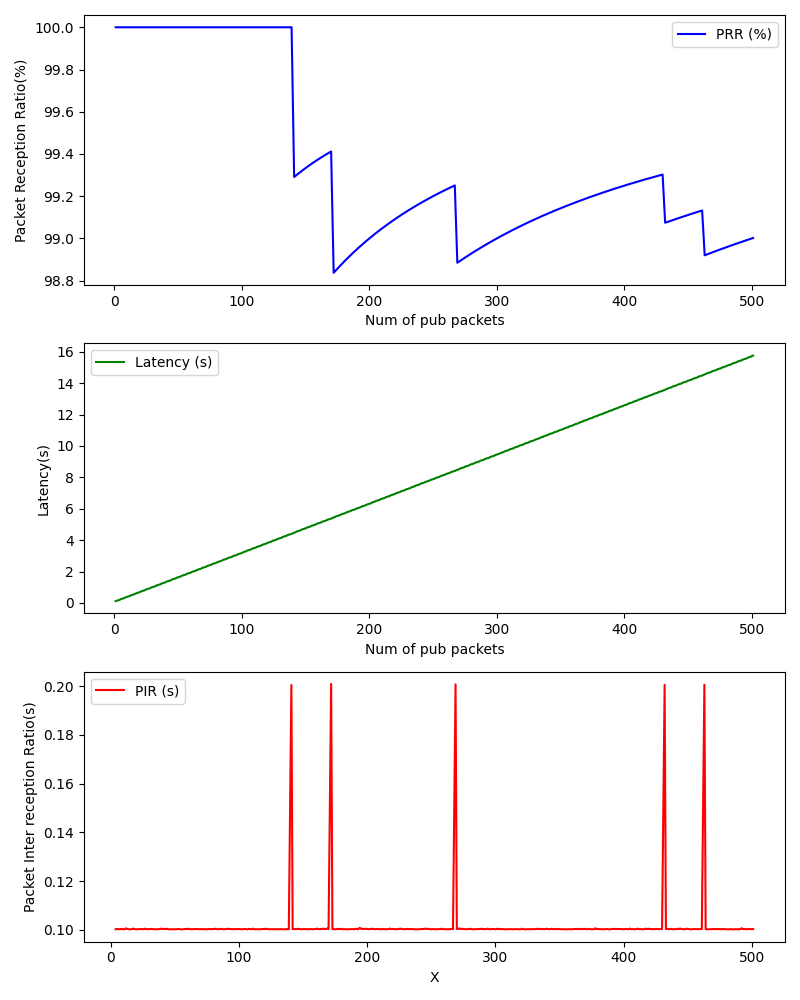 100.0
99.8
99.6
99.4
99.2
99.0
98.8
Packet Reception Ratio(%)
PRR (%)
0 100 200 300 400 500
Num of pub packets
16
14
12
10
8
6
4
2
0
Latency(s)
Latency (s)
0 100 200 300 400 500
Num of pub packets
0.20
0.18
0.16
0.14
0.12
0.10
Packet Inter reception Ratio(s)
PIR (s)
0 100 200 300 400 500
X